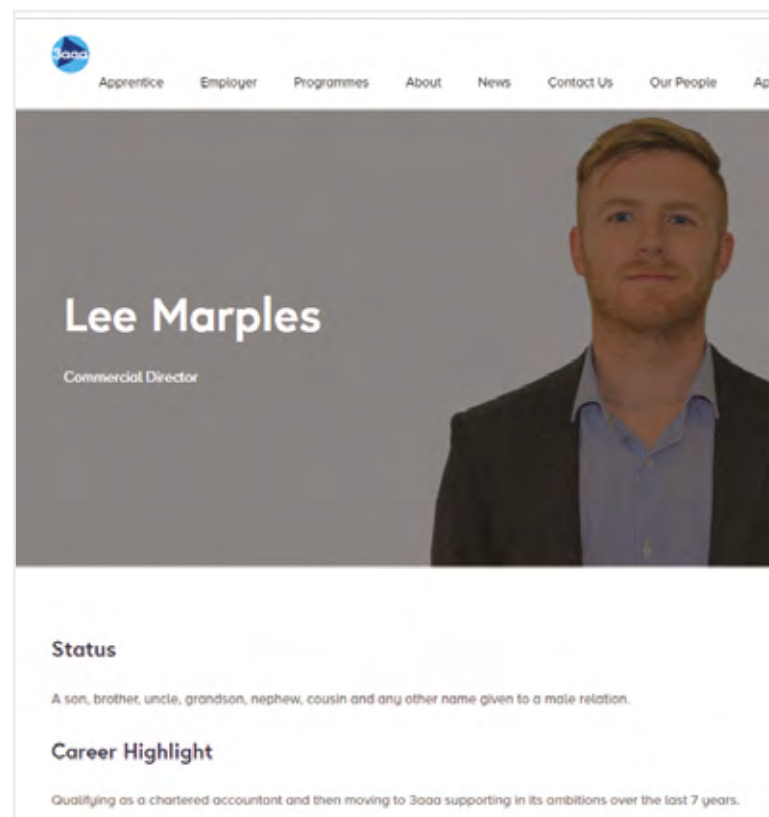 3aaa
Apprentice Employer Programmes About News Contact Us Our People Ap
Lee Marples
Commercial Director
Status
A son, brother, uncle, grandson, nephew, cousin and any other name given to a male relation.
Career Highlight
Qualifying as a chartered accountant and then moving to 3aaa supporting in its ambitions over the last 7 years.